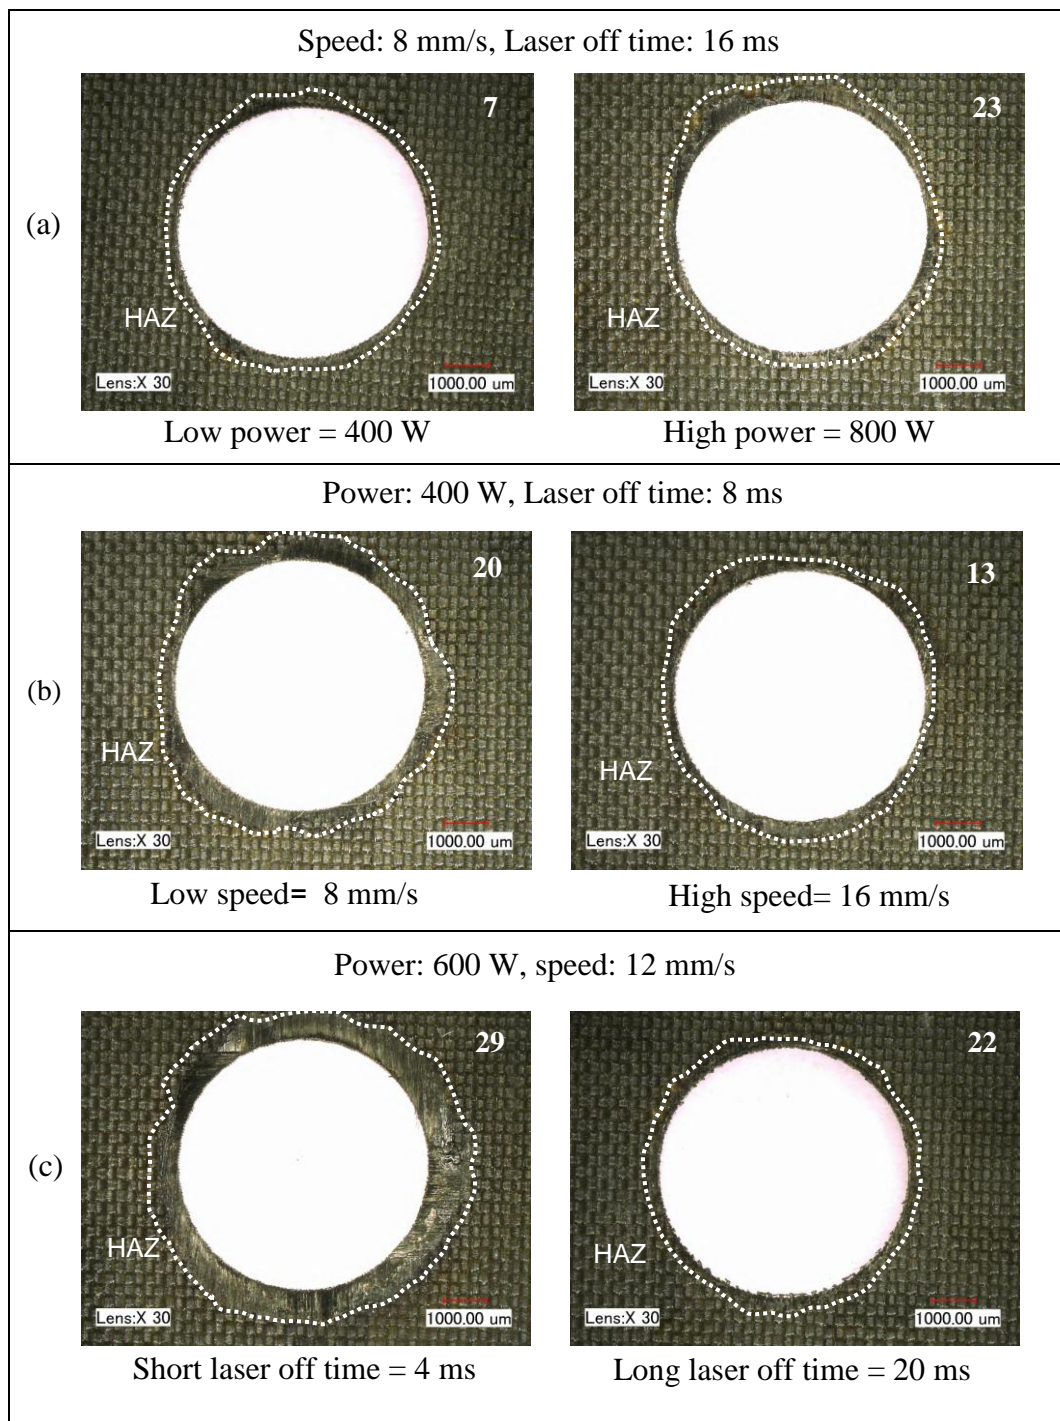 Speed: 8 mm/s, Laser off time: 16 ms
(a)
7
HAZ
Lens:X 30
1000.00 um
23
HAZ
Lens:X 30
1000.00 um
Low power = 400 W
High power = 800 W
Power: 400 W, Laser off time: 8 ms
(b)
20
HAZ
Lens:X 30
1000.00 um
13
HAZ
Lens:X 30
1000.00 um
Low speed= 8 mm/s
High speed= 16 mm/s
Power: 600 W, speed: 12 mm/s
(c)
29
HAZ
Lens:X 30
1000.00 um
22
HAZ
Lens:X 30
1000.00 um
Short laser off time = 4 ms
Long laser off time = 20 ms